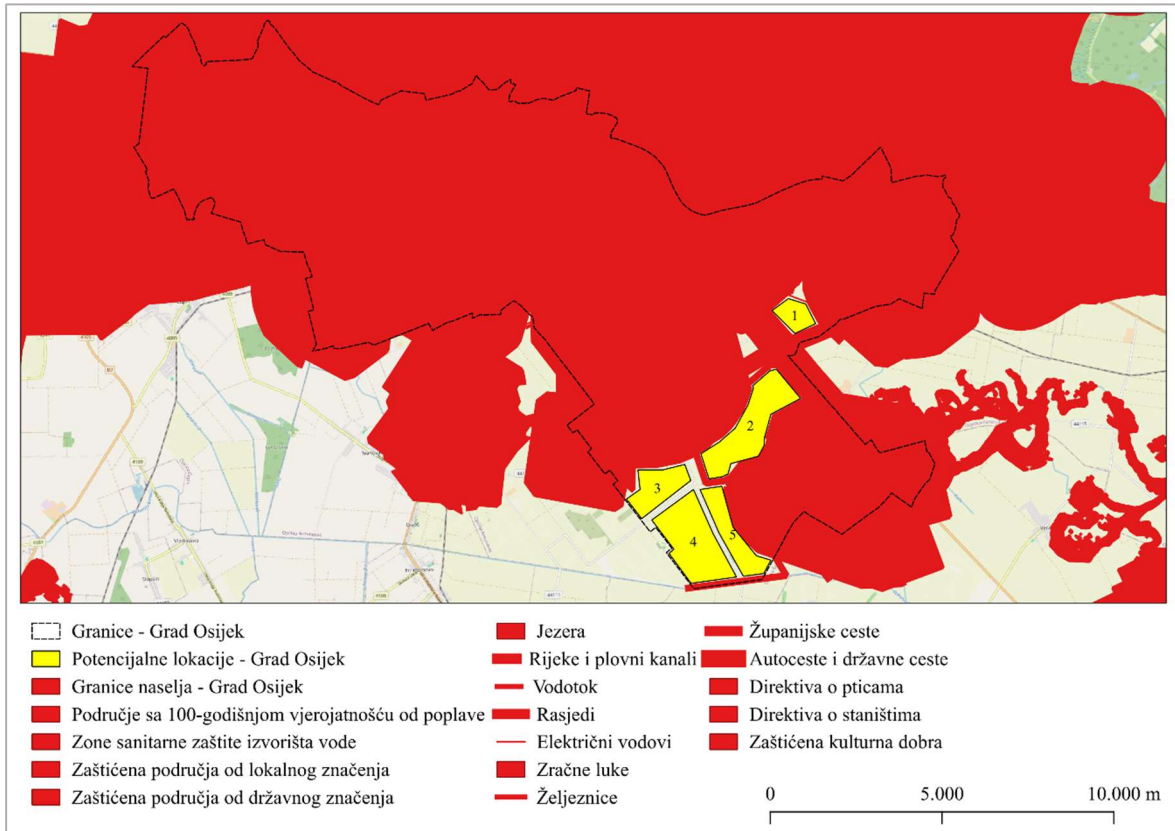 1
2
3
4
5
Granice - Grad Osijek
Potencijalne lokacije - Grad Osijek
Granice naselja - Grad Osijek
Područje sa 100-godišnjom vjerojatnošću od poplave
Zone sanitarne zaštite izvorišta vode
Zaštićena područja od lokalnog značenja
Zaštićena područja od državnog značenja
Jezera
Rijeke i plovni kanali
Vodotok
Rasjedi
Električni vodovi
Zračne luke
Željeznice
Županijske ceste
Autoceste i državne ceste
Direktiva o pticama
Direktiva o staništima
Zaštićena kulturna dobra
0 5.000 10.000 m